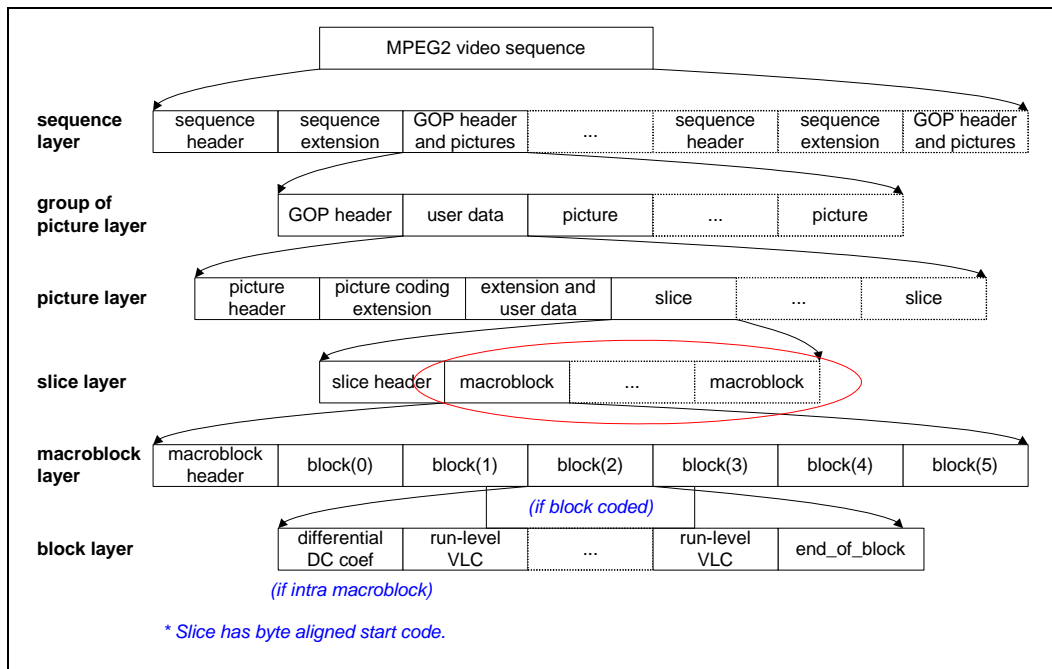 MPEG2 video sequence
sequence
layer
sequence
header
sequence
extension
GOP header
and pictures
...
sequence
header
sequence
extension
GOP header
and pictures
group of
picture layer
GOP header
user data
picture
...
picture
picture layer
picture
header
picture coding
extension
extension and
user data
slice
...
slice
slice layer
slice header
macroblock
...
macroblock
macroblock
layer
macroblock
header
block(0)
block(1)
block(2)
block(3)
block(4)
block(5)
(if block coded)
block layer
differential
DC coef
run-level
VLC
...
run-level
VLC
end_of_block
(if intra macroblock)
* Slice has byte aligned start code.